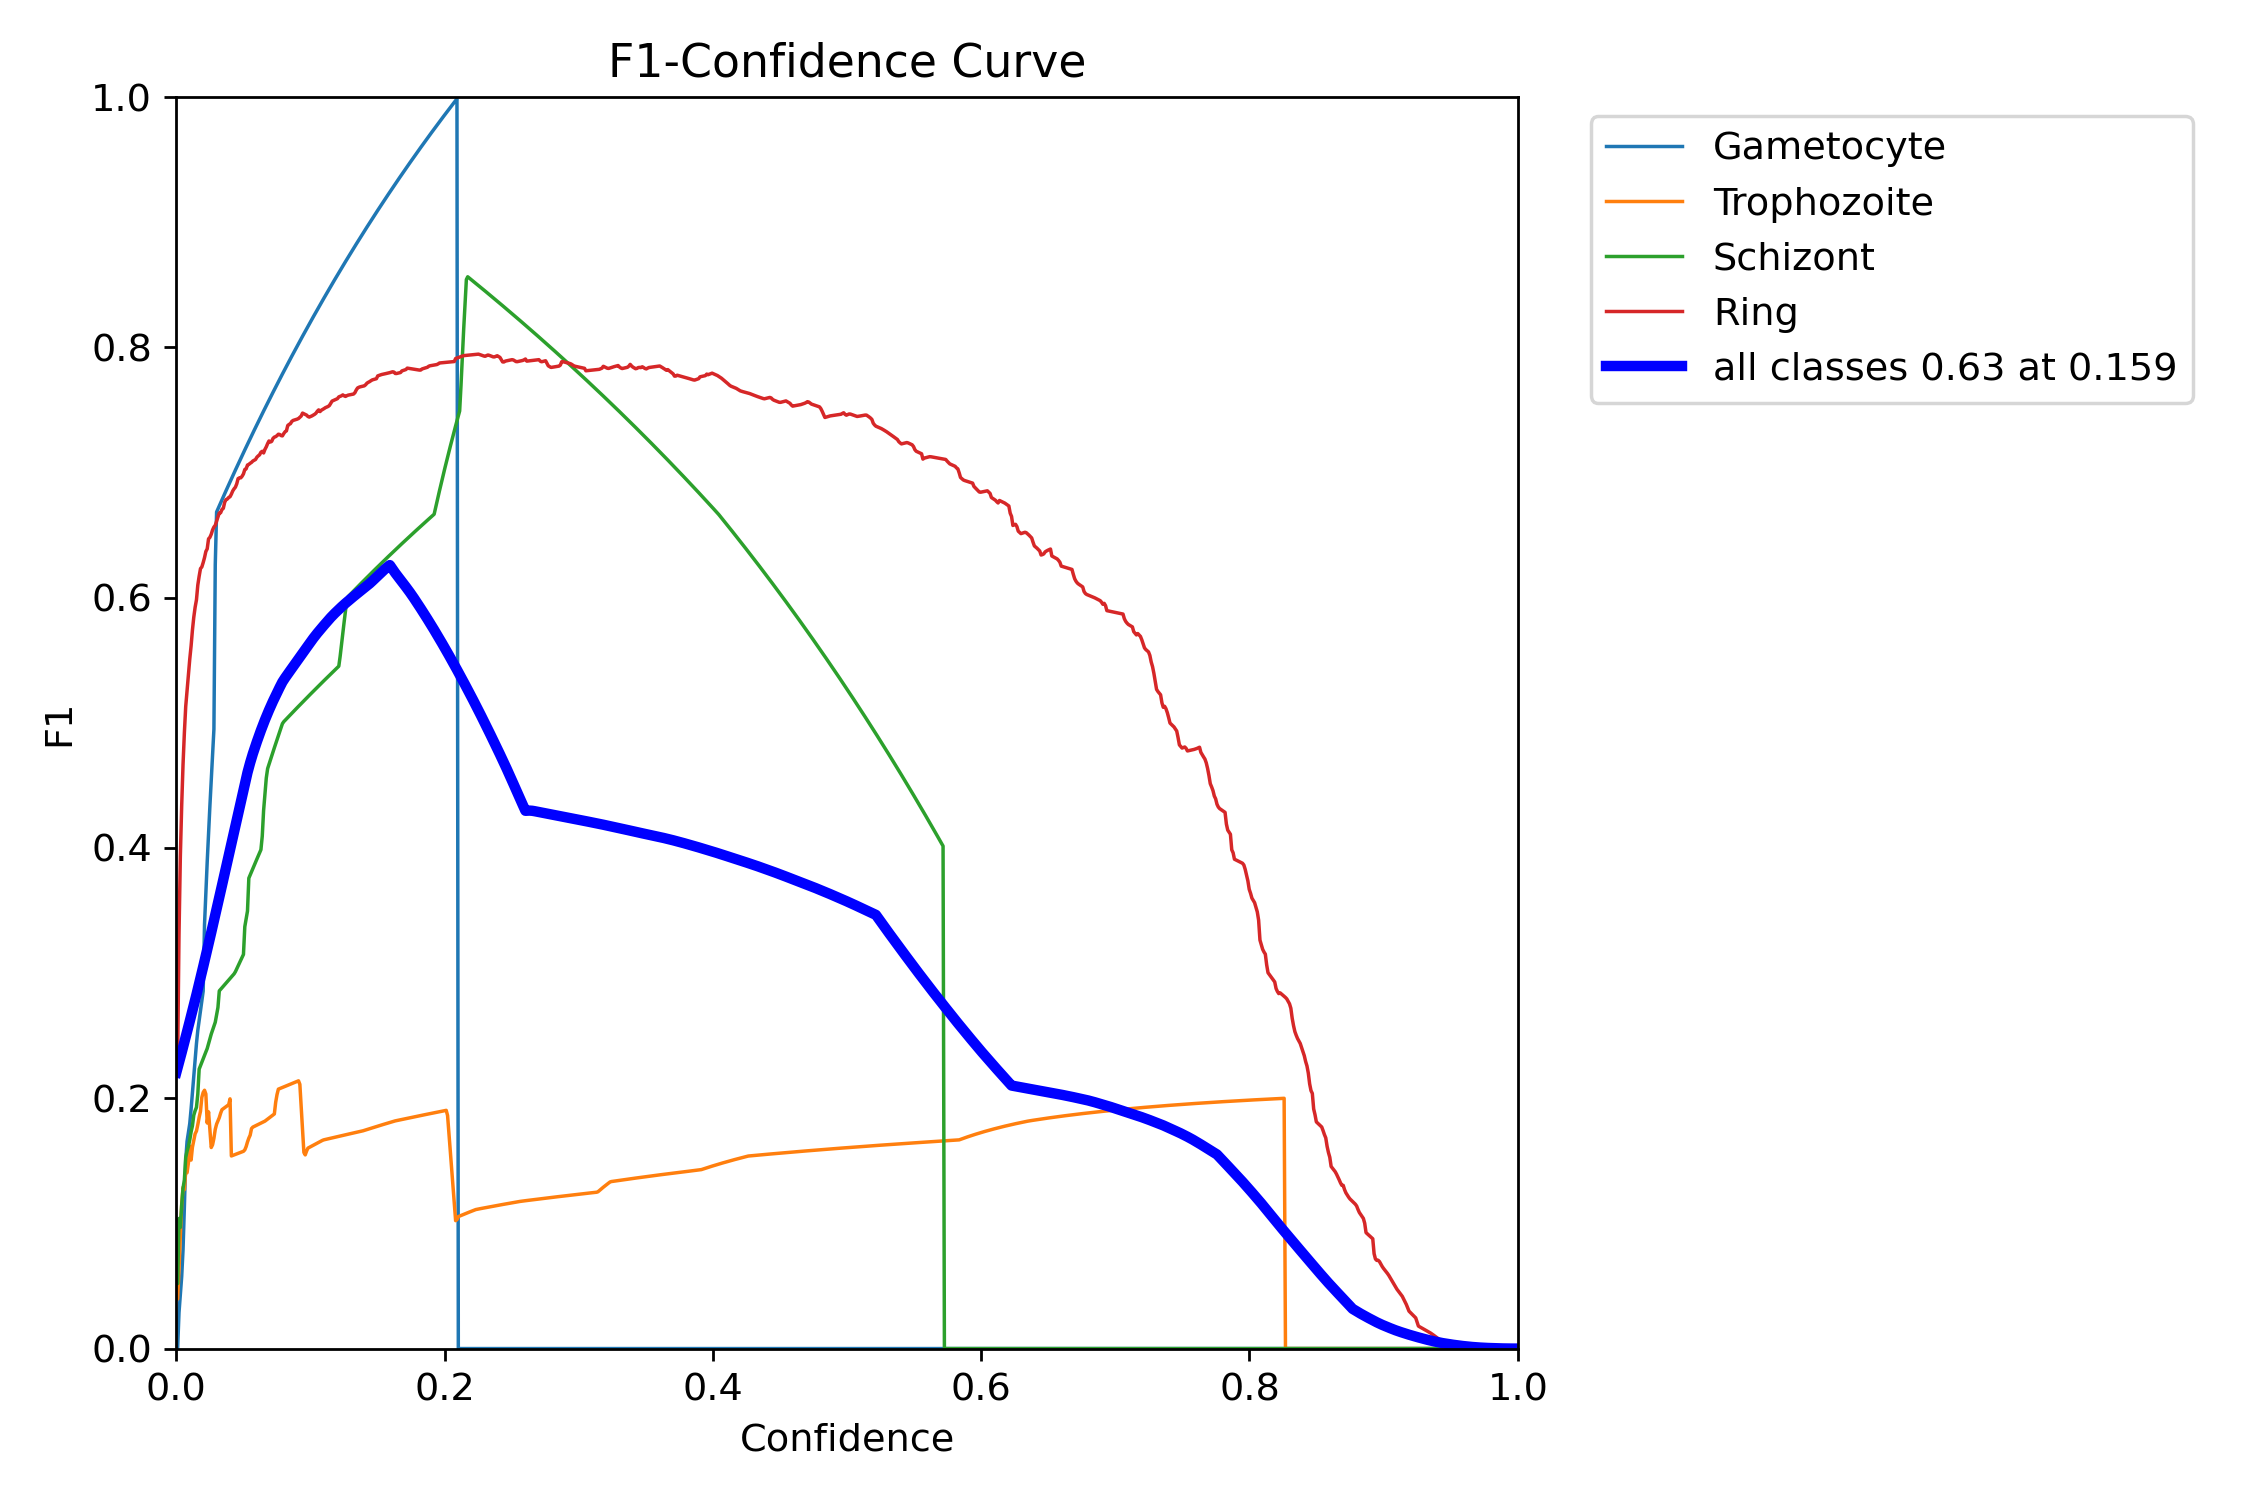 F1-Confidence Curve
1.0
0.8
0.6
0.4
0.2
0.0
F1
0.0 0.2 0.4 0.6 0.8 1.0
Confidence
Gametocyte
Trophozoite
Schizont
Ring
all classes 0.63 at 0.159